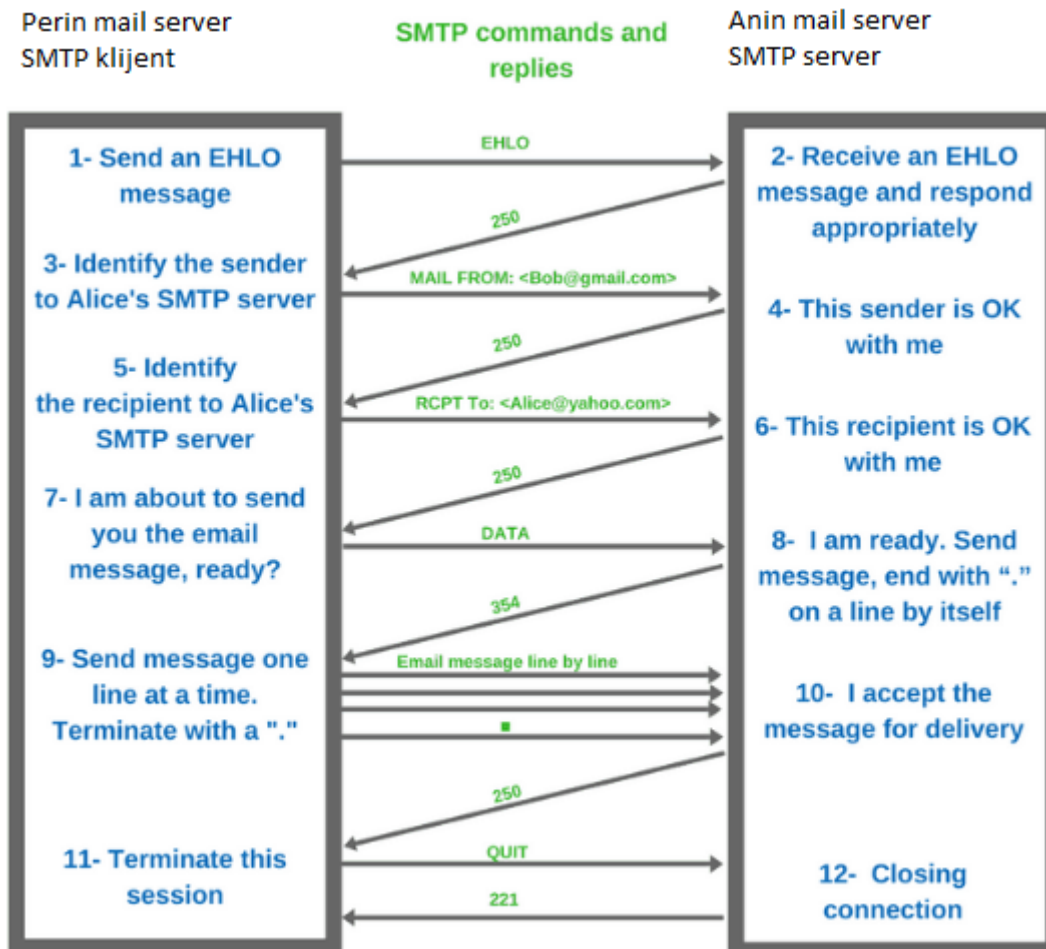 Perin mail server
SMTP klijent
SMTP commands and
replies
Anin mail server
SMTP server
1- Send an EHLO
message
EHLO
2- Receive an EHLO
message and respond
appropriately
250
3- Identify the sender
to Alice's SMTP server
MAIL FROM: <Bob@gmail.com>
4- This sender is OK
with me
250
5- Identify
the recipient to Alice's
SMTP server
RCPT To: <Alice@yahoo.com>
6- This recipient is OK
with me
250
7- I am about to send
you the email
message, ready?
DATA
8- I am ready. Send
message, end with “.”
on a line by itself
354
9- Send message one
line at a time.
Terminate with a "."
Email message line by line
.
10- I accept the
message for delivery
250
11- Terminate this
session
QUIT
12- Closing
connection
221